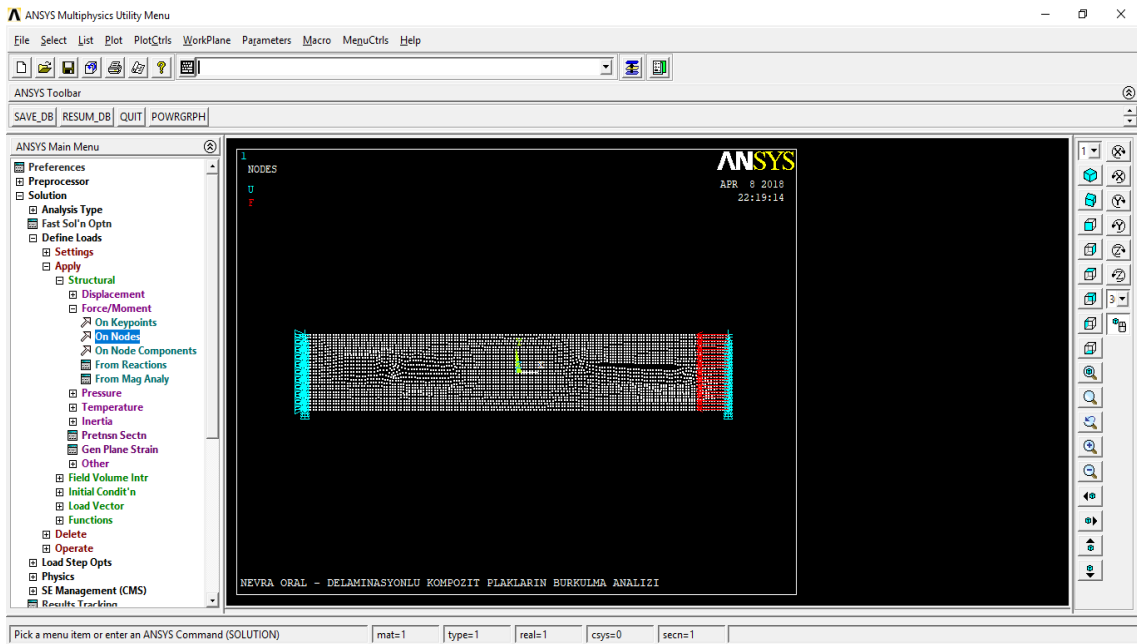 ANSYS Multiphysics Utility Menu
File Select List Plot PlotCtrls WorkPlane Parameters Macro MenuCtrls Help
ANSYS Toolbar
SAVE_DB RESUM_DB QUIT POWRGRPH
ANSYS Main Menu
Preferences
Preprocessor
Solution
Analysis Type
Fast Sol'n Optn
Define Loads
Settings
Apply
Structural
Displacement
Force/Moment
On Keypoints
On Nodes
On Node Components
From Reactions
From Mag Analy
Pressure
Temperature
Inertia
Pretnsn Sectn
Gen Plane Strain
Other
Field Volume Intr
Initial Condit'n
Load Vector
Functions
Delete
Operate
Load Step Opts
Physics
SE Management (CMS)
Results Tracking
1
NODES
U
F
ANSYS
APR 8 2018
22:19:14
Y
NEVRA ORAL - DELAMINASYONLU KOMPOZIT PLAKLARIN BURKULMA ANALIZI
1
X
X
Y
Y
Z
Z
3
Pick a menu item or enter an ANSYS Command (SOLUTION) mat=1 type=1 real=1 csys=0 secn=1